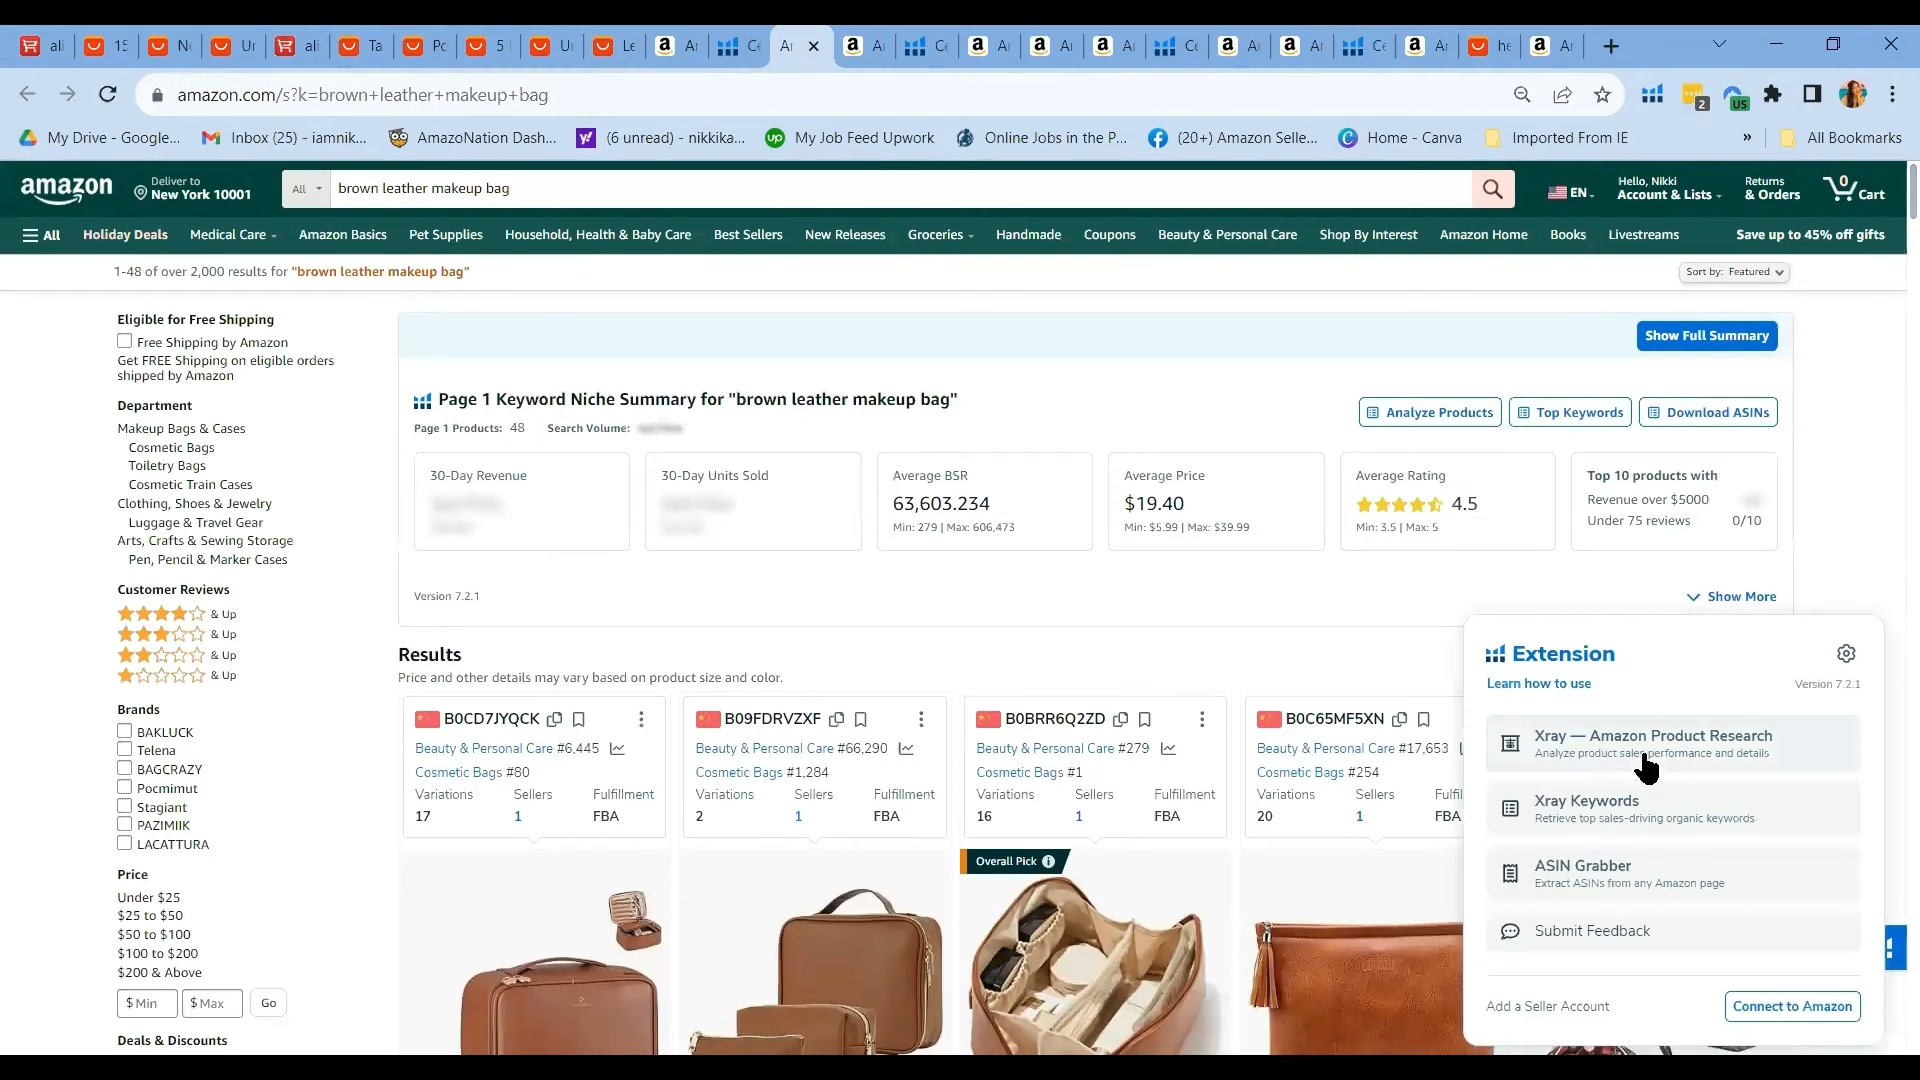 ali
15
Ne
Ur
ali
Ta
Po
5
Ut
Le
Ar
Ce
Ar
Ar
Ce
Ar
Ar
Ar
Ce
Ar
Ar
Ce
Ar
he
Ar
amazon.com/s?k=brown+leather+makeup+bag
2
US
My Drive - Google...
Inbox (25) - iamnik...
AmazoNation Dash...
(6 unread) - nikkika...
My Job Feed Upwork
Online Jobs in the P...
(20+) Amazon Selle...
Home - Canva
Imported From IE
»
All Bookmarks
amazon
Deliver to
New York 10001
All
brown leather makeup bag
EN
Hello, Nikki
Account & Lists
Returns
& Orders
0
Cart
All
Holiday Deals
Medical Care
Amazon Basics
Pet Supplies
Household, Health & Baby Care
Best Sellers
New Releases
Groceries
Handmade
Coupons
Beauty & Personal Care
Shop By Interest
Amazon Home
Books
Livestreams
Save up to 45% off gifts
1-48 of over 2,000 results for "brown leather makeup bag"
Sort by: Featured
Eligible for Free Shipping
Free Shipping by Amazon
Get FREE Shipping on eligible orders
shipped by Amazon
Department
Makeup Bags & Cases
Cosmetic Bags
Toiletry Bags
Cosmetic Train Cases
Clothing, Shoes & Jewelry
Luggage & Travel Gear
Arts, Crafts & Sewing Storage
Pen, Pencil & Marker Cases
Customer Reviews
& Up
& Up
& Up
& Up
Brands
BAKLUCK
Telena
BAGCRAZY
Pocmimut
Stagiant
PAZIMIIK
LACATTURA
Price
Under $25
$25 to $50
$50 to $100
$100 to $200
$200 & Above
$ Min
$ Max
Go
Deals & Discounts
Show Full Summary
Page 1 Keyword Niche Summary for "brown leather makeup bag"
Page 1 Products: 48
Search Volume:
Analyze Products
Top Keywords
Download ASINs
30-Day Revenue
30-Day Units Sold
Average BSR
63,603.234
Min: 279 | Max: 606,473
Average Price
$19.40
Min: $5.99 | Max: $39.99
Average Rating
4.5
Min: 3.5 | Max: 5
Top 10 products with
Revenue over $5000
Under 75 reviews 0/10
Version 7.2.1
Show More
Results
Price and other details may vary based on product size and color.
B0CD7JYQCK
Beauty & Personal Care #6,445
Cosmetic Bags #80
Variations Sellers Fulfillment
17 1 FBA
B09FDRVZXF
Beauty & Personal Care #66,290
Cosmetic Bags #1,284
Variations Sellers Fulfillment
2 1 FBA
B0BRR6Q2ZD
Beauty & Personal Care #279
Cosmetic Bags #1
Variations Sellers Fulfillment
16 1 FBA
B0C65MF5XN
Beauty & Personal Care #17,653
Cosmetic Bags #254
Variations Sellers Fulfi
20 1 FBA
Overall Pick
Extension
Learn how to use
Version 7.2.1
Xray — Amazon Product Research
Analyze product sales performance and details
Xray Keywords
Retrieve top sales-driving organic keywords
ASIN Grabber
Extract ASINs from any Amazon page
Submit Feedback
Add a Seller Account
Connect to Amazon